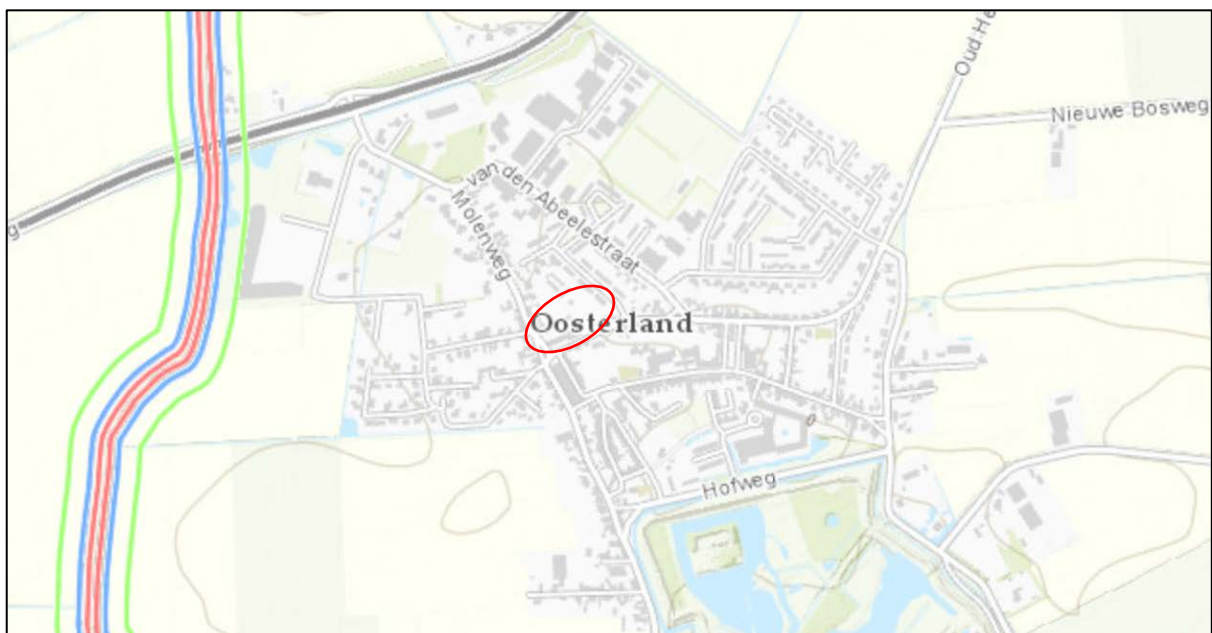 Oud He
Nieuwe Bosweg
van den Abeelestraat
Molenweg
g
Oosterland
Hofweg